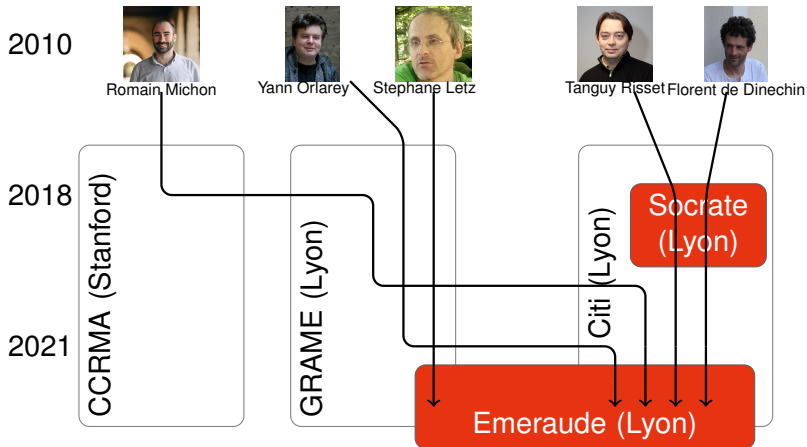 2010
Romain Michon
Yann Orlarey
Stephane Letz
Tanguy Risset
Florent de Dinechin
2018
CCRMA (Stanford)
GRAME (Lyon)
Citi (Lyon)
Socrate
(Lyon)
2021
Emeraude (Lyon)